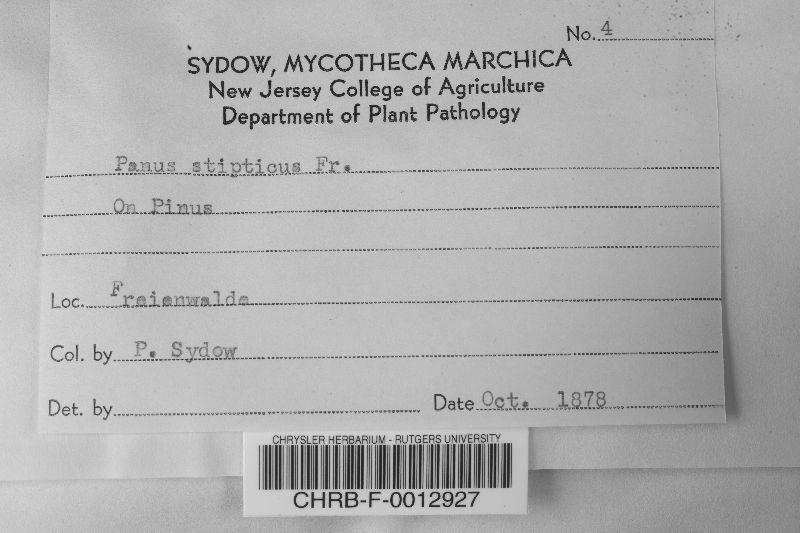 No. 4
SYDOW, MYCOTHECA MARCHICA
New Jersey College of Agriculture
Department of Plant Pathology
Panus stipticus Fr.
On Pinus
Loc. Freienwalde
Col. by P. Sydow
Det. by
Date Oct. 1878
CHRYSLER HERBARIUM - RUTGERS UNIVERSITY
CHRB-F-0012927